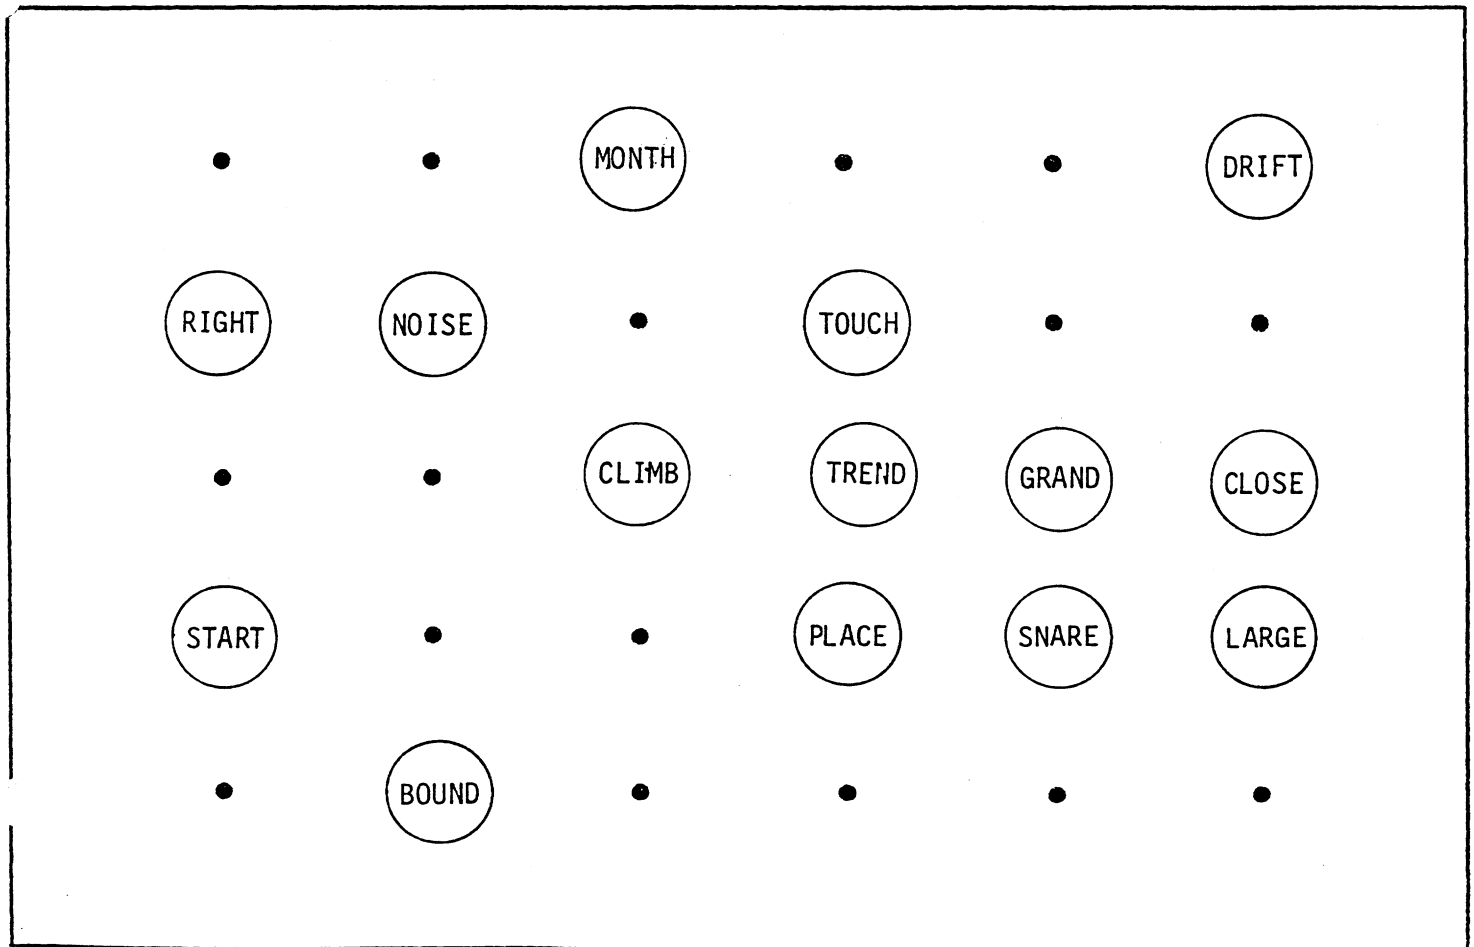 MONTH DRIFT
RIGHT NOISE TOUCH
CLIMB TREND GRAND CLOSE
START PLACE SNARE LARGE
BOUND